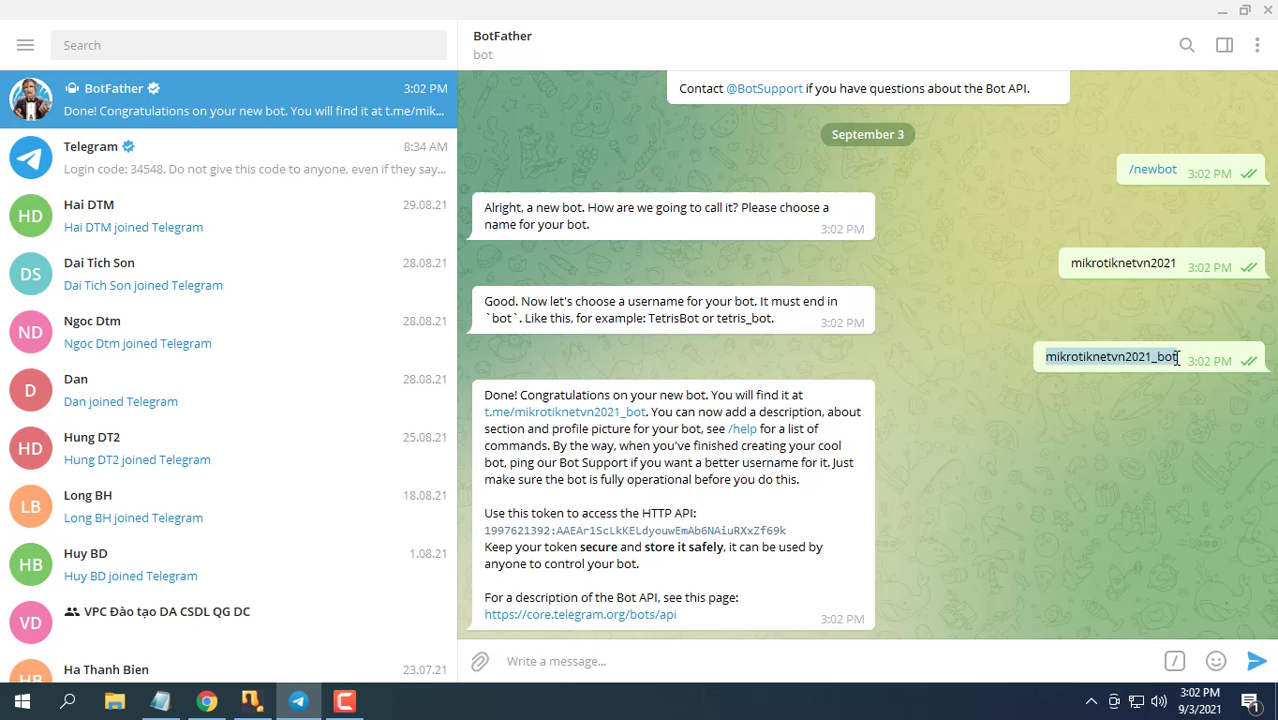 Search
BotFather
3:02 PM
Done! Congratulations on your new bot. You will find it at t.me/mik...
Telegram
8:34 AM
Login code: 34548. Do not give this code to anyone, even if they say...
Hai DTM
29.08.21
Hai DTM joined Telegram
DS
Dai Tich Son
28.08.21
Dai Tich Son joined Telegram
HD
ND
Ngoc Dtm
28.08.21
Ngoc Dtm joined Telegram
D
Dan
28.08.21
Dan joined Telegram
HD
Hung DT2
25.08.21
Hung DT2 joined Telegram
LB
Long BH
18.08.21
Long BH joined Telegram
HB
Huy BD
1.08.21
Huy BD joined Telegram
VD
VPC Đào tạo DA CSDL QG DC
HB
Ha Thanh Bien
23.07.21
BotFather
bot
Contact @BotSupport if you have questions about the Bot API.
September 3
/newbot 3:02 PM
Alright, a new bot. How are we going to call it? Please choose a
name for your bot.
3:02 PM
mikrotiknetvn2021 3:02 PM
Good. Now let's choose a username for your bot. It must end in
`bot`. Like this, for example: TetrisBot or tetris_bot.
3:02 PM
mikrotiknetvn2021_bot 3:02 PM
Done! Congratulations on your new bot. You will find it at
t.me/mikrotiknetvn2021_bot. You can now add a description, about
section and profile picture for your bot, see /help for a list of
commands. By the way, when you've finished creating your cool
bot, ping our Bot Support if you want a better username for it. Just
make sure the bot is fully operational before you do this.
Use this token to access the HTTP API:
1997621392:AAEAr1ScLkKELdyouwEmAb6NAiuRXxZf69k
Keep your token secure and store it safely, it can be used by
anyone to control your bot.
For a description of the Bot API, see this page:
https://core.telegram.org/bots/api
3:02 PM
Write a message...
3:02 PM
9/3/2021
1